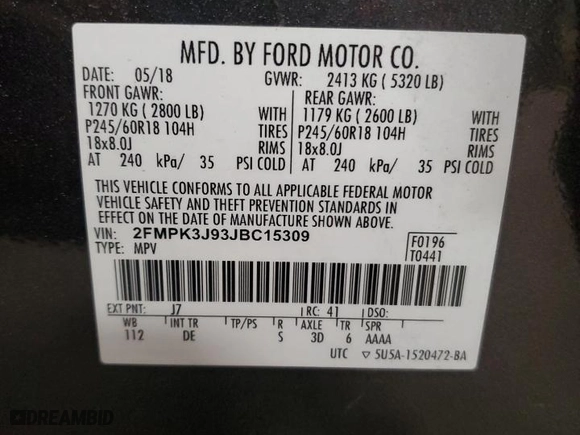 MFD. BY FORD MOTOR CO.
DATE: 05/18 GVWR: 2413 KG ( 5320 LB)
FRONT GAWR: REAR GAWR:
1270 KG ( 2800 LB) WITH 1179 KG ( 2600 LB) WITH
P245/60R18 104H TIRES P245/60R18 104H TIRES
18x8.0J RIMS 18x8.0J RIMS
AT 240 kPa/ 35 PSI COLD AT 240 kPa/ 35 PSI COLD
THIS VEHICLE CONFORMS TO ALL APPLICABLE FEDERAL MOTOR
VEHICLE SAFETY AND THEFT PREVENTION STANDARDS IN
EFFECT ON THE DATE OF MANUFACTURE SHOWN ABOVE.
VIN: 2FMPK3J93JBC15309 F0196
TYPE: MPV T0441
EXT PNT: J7 RC: 41 DSO:
WB INT TR TP/PS R AXLE TR SPR
112 DE S 3D 6 AAAA
UTC ▽ 5U5A-1520472-BA
DREAMBID